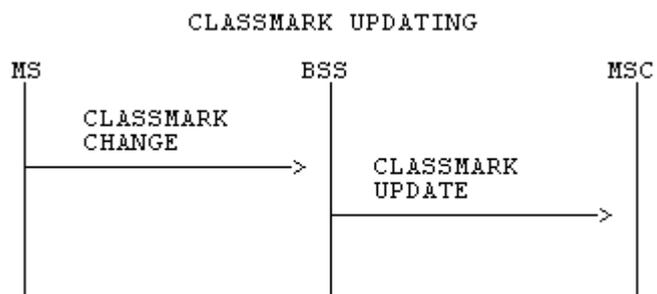 CLASSMARK UPDATING
MS BSS MSC
CLASSMARK
CHANGE
CLASSMARK
UPDATE